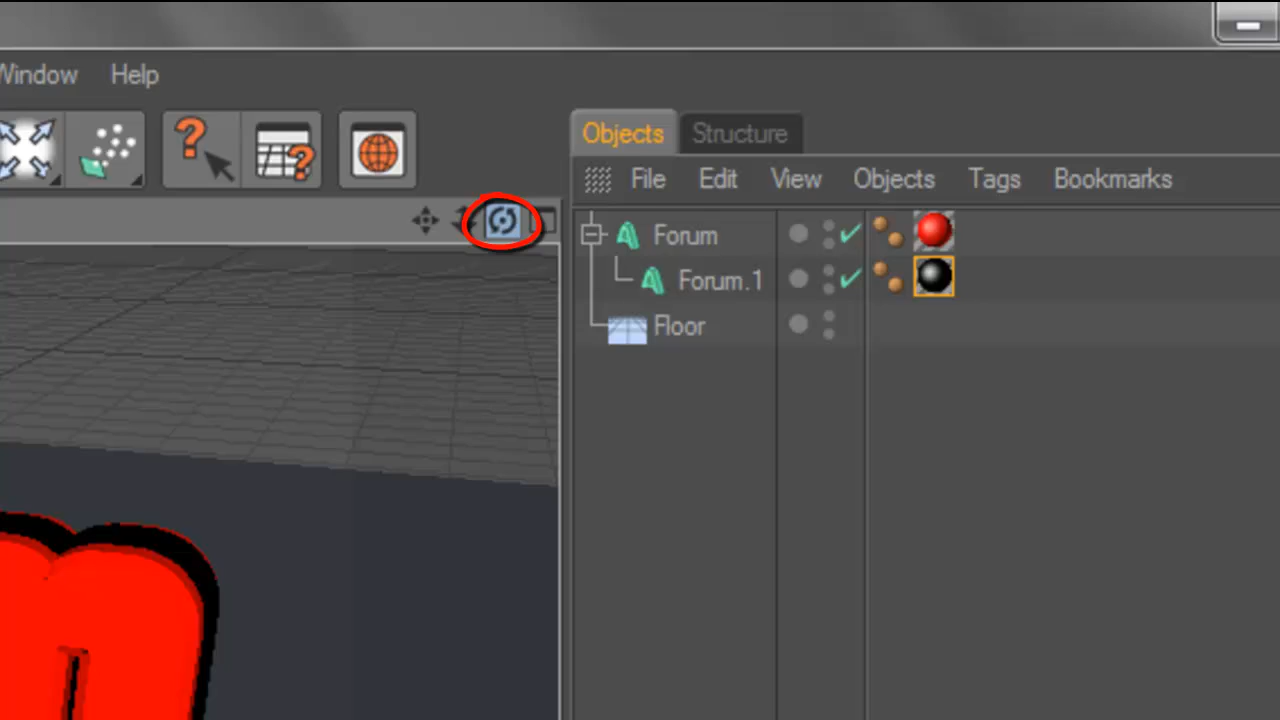 Window Help
Objects Structure
File Edit View Objects Tags Bookmarks
Forum
Forum.1
Floor